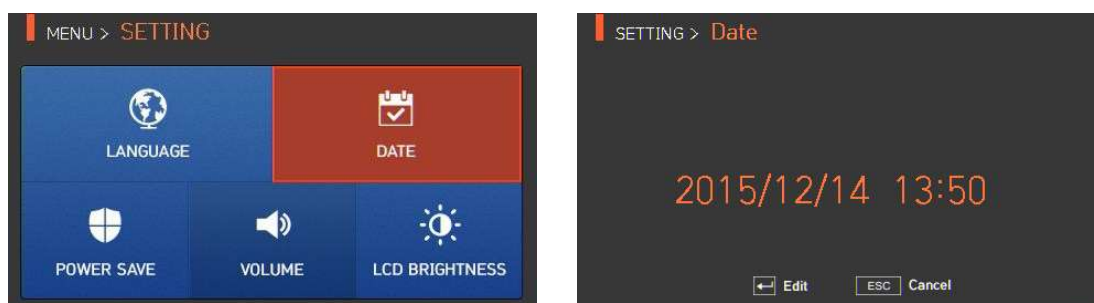 MENU > SETTING
LANGUAGE
DATE
POWER SAVE
VOLUME
LCD BRIGHTNESS
SETTING > Date
2015/12/14 13:50
Edit
ESC Cancel